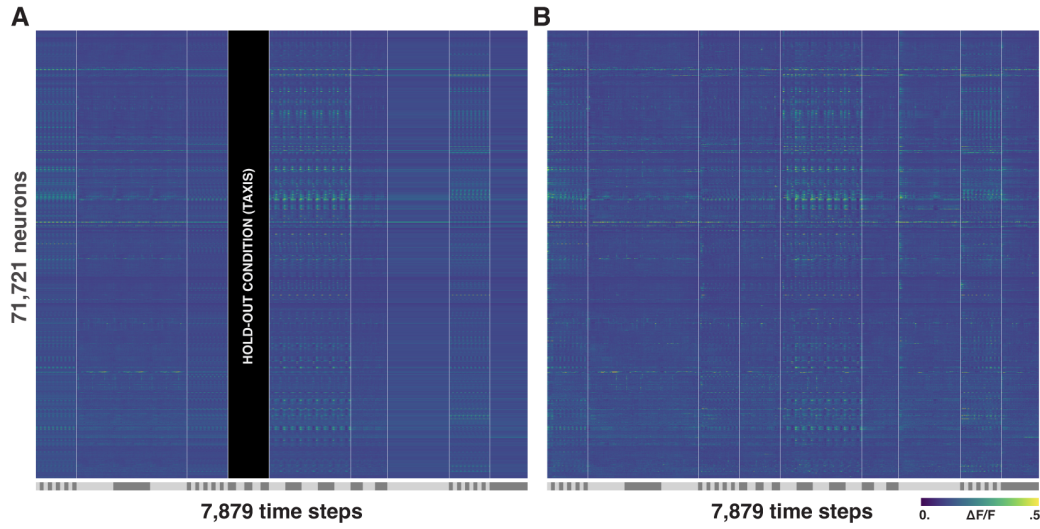 A
B
71,721 neurons
HOLD-OUT CONDITION (TAXIS)
7,879 time steps
7,879 time steps
0. ΔF/F .5